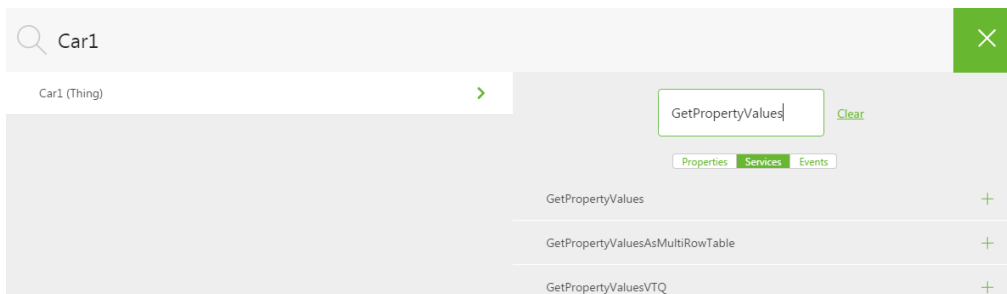 Car1
Car1 (Thing)
GetPropertyValues
Clear
Properties Services Events
GetPropertyValues
GetPropertyValuesAsMultiRowTable
GetPropertyValuesVTQ